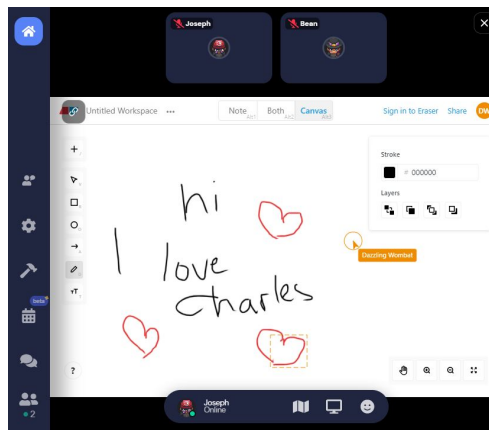 Joseph
Bean
Untitled Workspace ...
Note Both Canvas
Sign in to Eraser Share DW
Stroke
# 000000
Layers
hi
I love
charles
Dazzling Wombat
beta
T
?
2
Joseph
Online